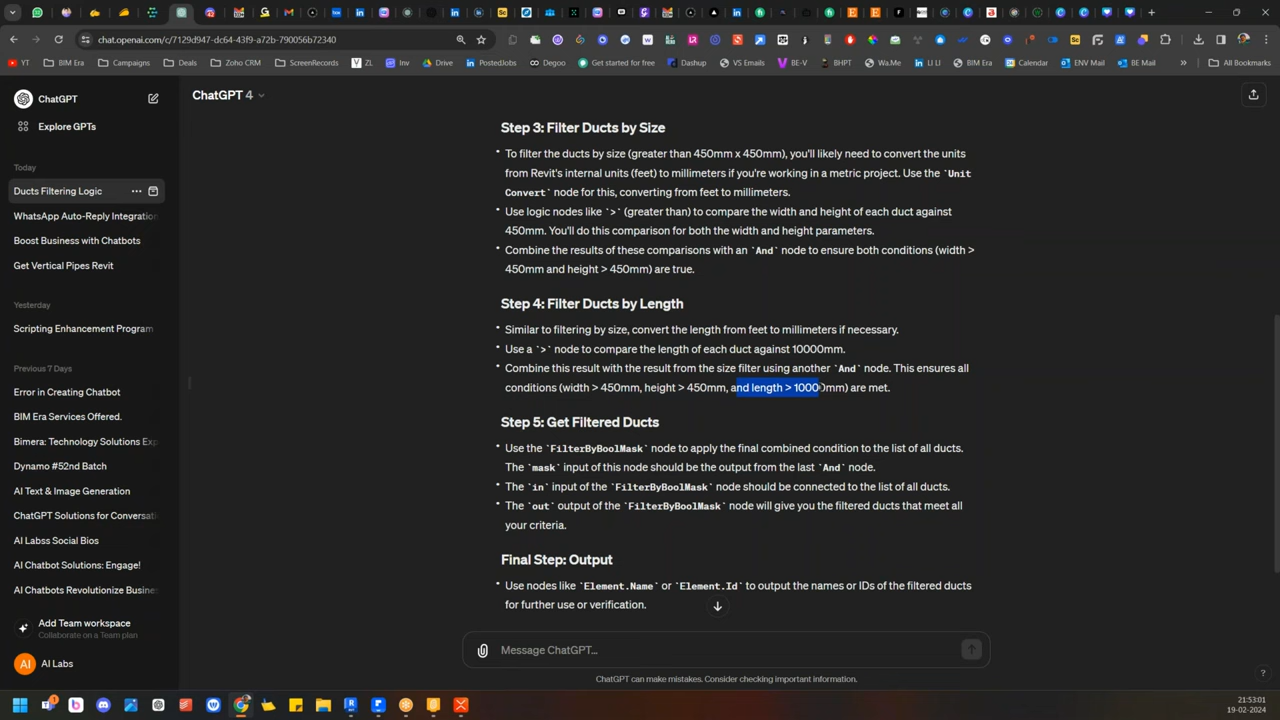 chat.openai.com/c/7129d947-dc64-43f9-a72b-790056b72340
YT
BIM Era
Campaigns
Deals
Zoho CRM
ScreenRecords
ZL
Inv
Drive
PostedJobs
Degoo
Get started for free
Dashup
VS Emails
BE-V
BHPT
Wa.Me
LI LI
BIM Era
Calendar
ENV Mail
BE Mail
All Bookmarks
ChatGPT
Explore GPTs
Today
Ducts Filtering Logic
WhatsApp Auto-Reply Integration
Boost Business with Chatbots
Get Vertical Pipes Revit
Yesterday
Scripting Enhancement Program
Previous 7 Days
Error in Creating Chatbot
BIM Era Services Offered.
Bimera: Technology Solutions Exp
Dynamo #52nd Batch
AI Text & Image Generation
ChatGPT Solutions for Conversati
AI Labss Social Bios
AI Chatbot Solutions: Engage!
AI Chatbots Revolutionize Busine
Add Team workspace
Collaborate on a Team plan
AI
AI Labs
ChatGPT 4
Step 3: Filter Ducts by Size
• To filter the ducts by size (greater than 450mm x 450mm), you'll likely need to convert the units
from Revit's internal units (feet) to millimeters if you're working in a metric project. Use the `Unit
Convert` node for this, converting from feet to millimeters.
• Use logic nodes like `>` (greater than) to compare the width and height of each duct against
450mm. You'll do this comparison for both the width and height parameters.
• Combine the results of these comparisons with an `And` node to ensure both conditions (width >
450mm and height > 450mm) are true.
Step 4: Filter Ducts by Length
• Similar to filtering by size, convert the length from feet to millimeters if necessary.
• Use a `>` node to compare the length of each duct against 10000mm.
• Combine this result with the result from the size filter using another `And` node. This ensures all
conditions (width > 450mm, height > 450mm, and length > 10000mm) are met.
Step 5: Get Filtered Ducts
• Use the `FilterByBoolMask` node to apply the final combined condition to the list of all ducts.
The `mask` input of this node should be the output from the last `And` node.
• The `in` input of the `FilterByBoolMask` node should be connected to the list of all ducts.
• The `out` output of the `FilterByBoolMask` node will give you the filtered ducts that meet all
your criteria.
Final Step: Output
• Use nodes like `Element.Name` or `Element.Id` to output the names or IDs of the filtered ducts
for further use or verification.
Message ChatGPT...
ChatGPT can make mistakes. Consider checking important information.
?
21:53:01
19-02-2024